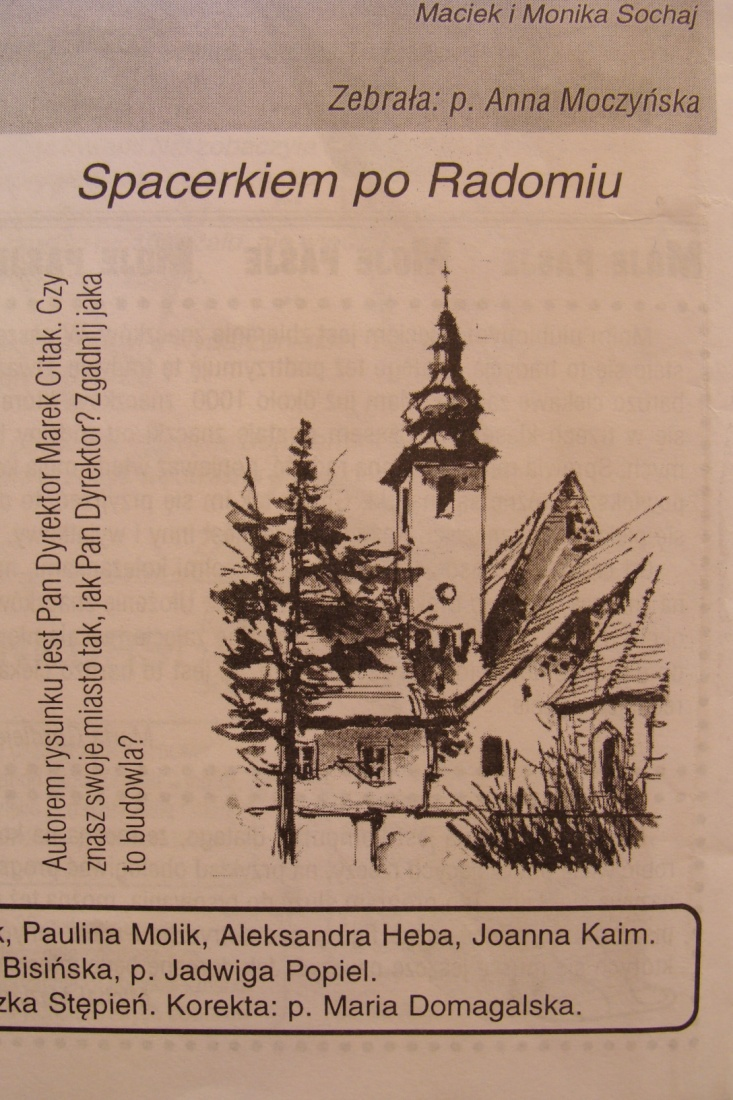 Maciek i Monika Sochaj
Zebrała: p. Anna Moczyńska
Spacerkiem po Radomiu
Autorem rysunku jest Pan Dyrektor Marek Citak. Czy
znasz swoje miasto tak, jak Pan Dyrektor? Zgadnij jaka
to budowla?
, Paulina Molik, Aleksandra Heba, Joanna Kaim.
Bisińska, p. Jadwiga Popiel.
zka Stępień. Korekta: p. Maria Domagalska.